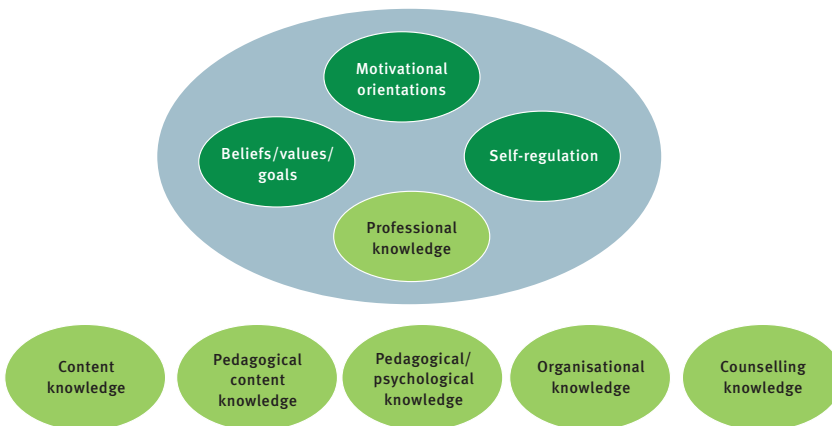 Motivational
orientations
Beliefs/values/
goals
Self-regulation
Professional
knowledge
Content
knowledge
Pedagogical
content
knowledge
Pedagogical/
psychological
knowledge
Organisational
knowledge
Counselling
knowledge